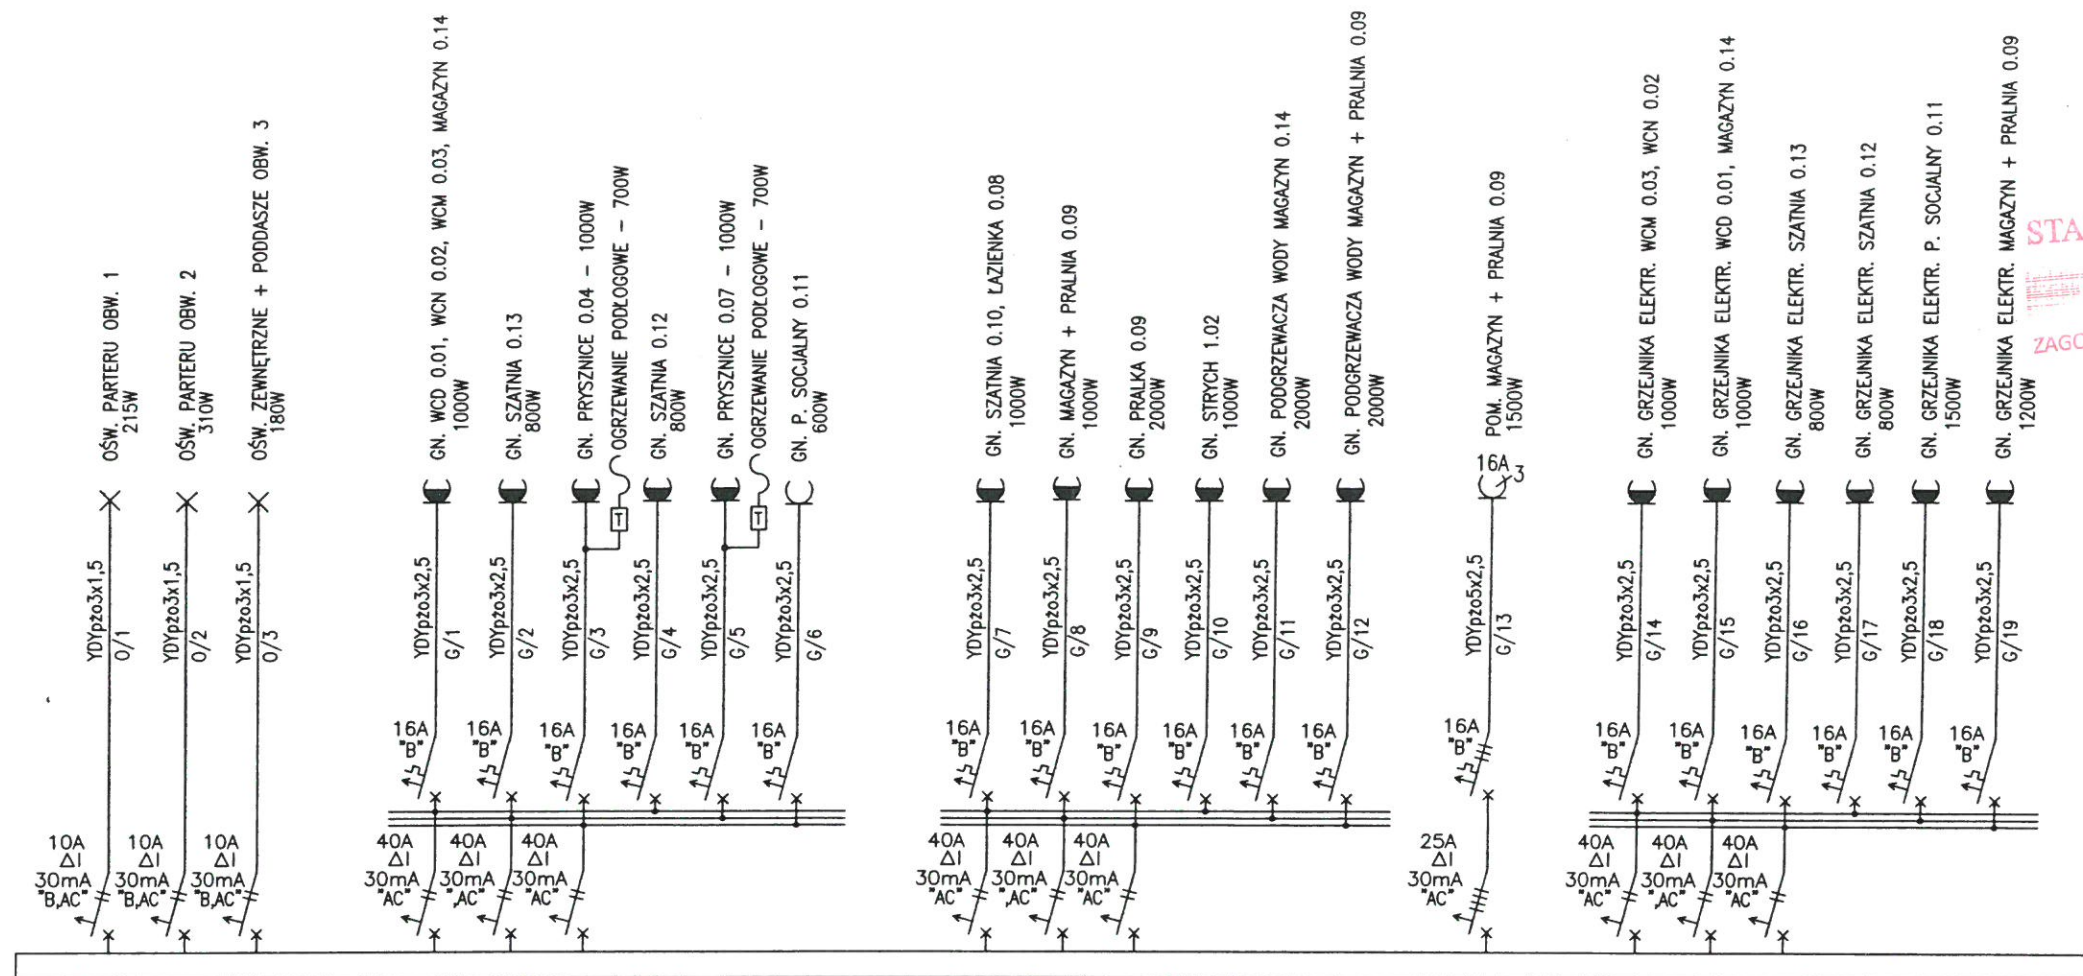 OŚW. PARTERU OBW. 1
215W
OŚW. PARTERU OBW. 2
310W
OŚW. ZEWNĘTRZNE + PODDASZE OBW. 3
180W
GN. WCD 0.01, WCN 0.02, WCM 0.03, MAGAZYN 0.14
1000W
GN. SZATNIA 0.13
800W
GN. PRYSZNICE 0.04 - 1000W
OGRZEWANIE PODŁOGOWE - 700W
GN. SZATNIA 0.12
800W
GN. PRYSZNICE 0.07 - 1000W
OGRZEWANIE PODŁOGOWE - 700W
GN. P. SOCJALNY 0.11
600W
GN. SZATNIA 0.10, ŁAZIENKA 0.08
1000W
GN. MAGAZYN + PRALNIA 0.09
1000W
GN. PRALKA 0.09
2000W
GN. STRYCH 1.02
1000W
GN. PODGRZEWACZA WODY MAGAZYN 0.14
2000W
GN. PODGRZEWACZA WODY MAGAZYN + PRALNIA 0.09
2000W
POM. MAGAZYN + PRALNIA 0.09
1500W
GN. GRZEJNIKA ELEKTR. WCM 0.03, WCN 0.02
1000W
GN. GRZEJNIKA ELEKTR. WCD 0.01, MAGAZYN 0.14
1000W
GN. GRZEJNIKA ELEKTR. SZATNIA 0.13
800W
GN. GRZEJNIKA ELEKTR. SZATNIA 0.12
800W
GN. GRZEJNIKA ELEKTR. P. SOCJALNY 0.11
1500W
GN. GRZEJNIKA ELEKTR. MAGAZYN + PRALNIA 0.09
1200W
STA
ZAGO
16A
3
T
T
YDYpżo3x1,5
O/1
YDYpżo3x1,5
O/2
YDYpżo3x1,5
O/3
YDYpżo3x2,5
G/1
YDYpżo3x2,5
G/2
YDYpżo3x2,5
G/3
YDYpżo3x2,5
G/4
YDYpżo3x2,5
G/5
YDYpżo3x2,5
G/6
YDYpżo3x2,5
G/7
YDYpżo3x2,5
G/8
YDYpżo3x2,5
G/9
YDYpżo3x2,5
G/10
YDYpżo3x2,5
G/11
YDYpżo3x2,5
G/12
YDYpżo5x2,5
G/13
YDYpżo3x2,5
G/14
YDYpżo3x2,5
G/15
YDYpżo3x2,5
G/16
YDYpżo3x2,5
G/17
YDYpżo3x2,5
G/18
YDYpżo3x2,5
G/19
16A
"B"
16A
"B"
16A
"B"
16A
"B"
16A
"B"
16A
"B"
16A
"B"
16A
"B"
16A
"B"
16A
"B"
16A
"B"
16A
"B"
16A
"B"
16A
"B"
16A
"B"
16A
"B"
16A
"B"
16A
"B"
16A
"B"
10A
ΔI
30mA
"B,AC"
10A
ΔI
30mA
"B,AC"
10A
ΔI
30mA
"B,AC"
40A
ΔI
30mA
"AC"
40A
ΔI
30mA
,AC"
40A
ΔI
30mA
"AC"
40A
ΔI
30mA
"AC"
40A
ΔI
30mA
,AC"
40A
ΔI
30mA
"AC"
25A
ΔI
30mA
"AC"
40A
ΔI
30mA
"AC"
40A
ΔI
30mA
,AC"
40A
ΔI
30mA
"AC"